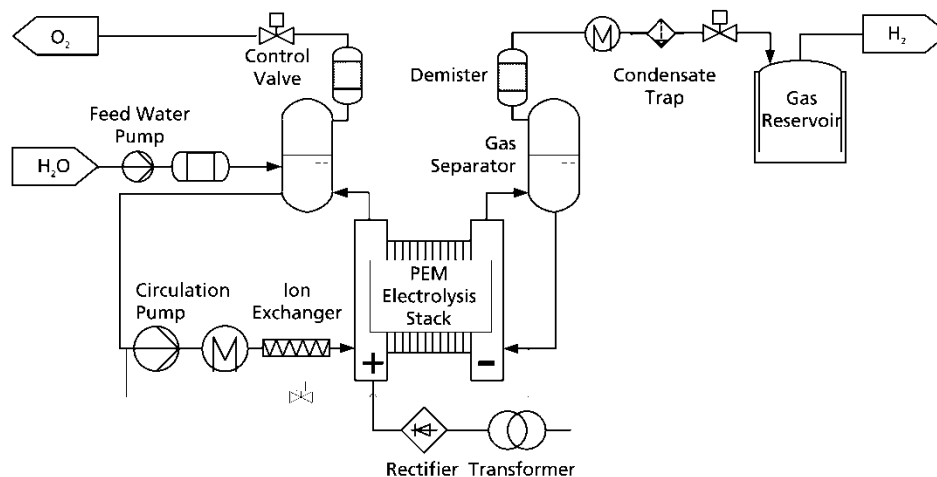 O2
H2
Control
Valve
Demister
Condensate
Trap
Gas
Reservoir
Feed Water
Pump
H2O
Gas
Separator
PEM
Electrolysis
Stack
Circulation
Pump
Ion
Exchanger
M
M
+
-
Rectifier
Transformer